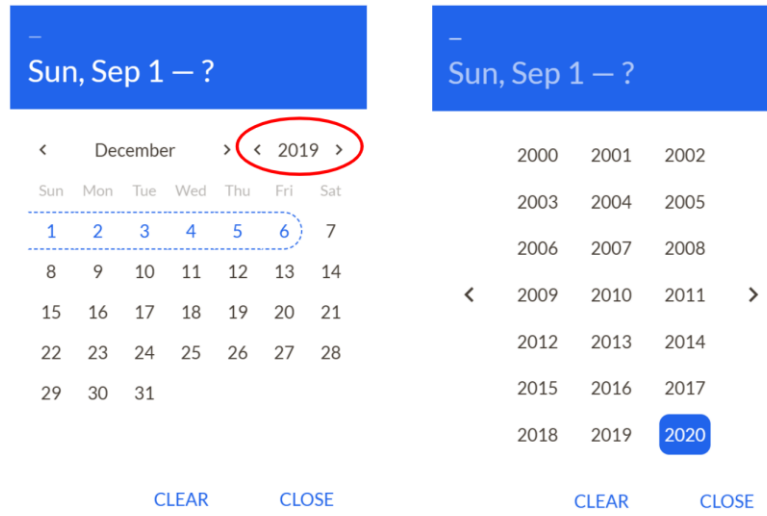 —
Sun, Sep 1 — ?
< December > < 2019 >
Sun Mon Tue Wed Thu Fri Sat
1 2 3 4 5 6 7
8 9 10 11 12 13 14
15 16 17 18 19 20 21
22 23 24 25 26 27 28
29 30 31
CLEAR CLOSE
—
Sun, Sep 1 — ?
2000 2001 2002
2003 2004 2005
2006 2007 2008
< 2009 2010 2011 >
2012 2013 2014
2015 2016 2017
2018 2019 2020
CLEAR CLOSE